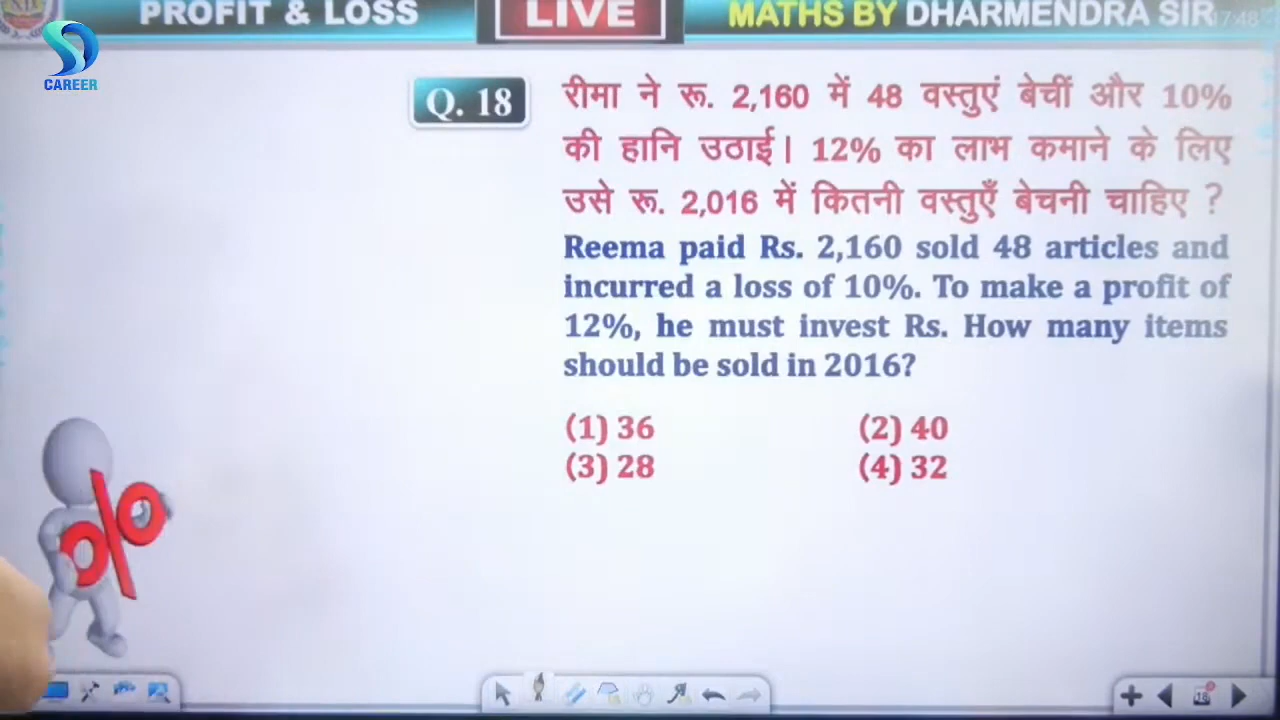 PROFIT & LOSS
LIVE
MATHS BY DHARMENDRA SIR
17:48
CAREER
Q. 18
रीमा ने रू. 2,160 में 48 वस्तुएं बेचीं और 10%
की हानि उठाई। 12% का लाभ कमाने के लिए
उसे रू. 2,016 में कितनी वस्तुएँ बेचनी चाहिए ?
Reema paid Rs. 2,160 sold 48 articles and
incurred a loss of 10%. To make a profit of
12%, he must invest Rs. How many items
should be sold in 2016?
(1) 36
(2) 40
(3) 28
(4) 32
%
18